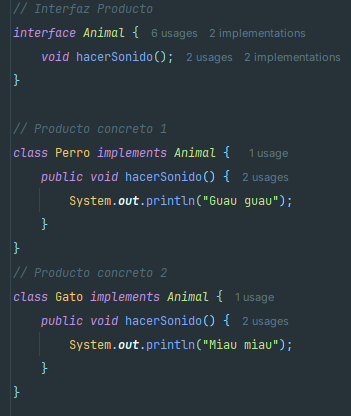 // Interfaz Producto
interface Animal {  6 usages  2 implementations
    void hacerSonido();  2 usages  2 implementations
}
// Producto concreto 1
class Perro implements Animal {  1 usage
    public void hacerSonido() {  2 usages
        System.out.println("Guau guau");
    }
}
// Producto concreto 2
class Gato implements Animal {  1 usage
    public void hacerSonido() {  2 usages
        System.out.println("Miau miau");
    }
}